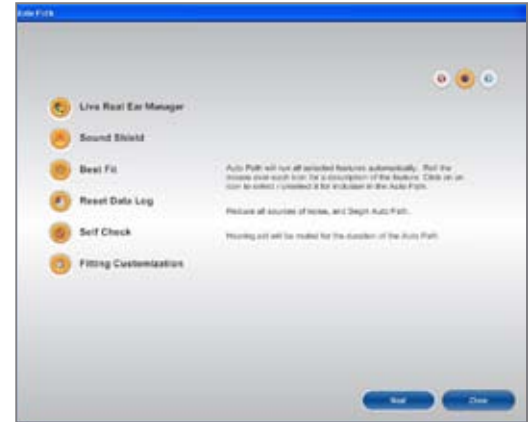 Auto Path
Live Real Ear Manager
Sound Shield
Best Fit
Reset Data Log
Self Check
Fitting Customization
Auto Path will run all selected features automatically. Roll the
mouse over each icon for a description of the feature. Click on an
icon to select / unselect it for inclusion in the Auto Path.
Reduce all sources of noise, and begin Auto Path.
Hearing aid will be muted for the duration of the Auto Path.
Next
Close